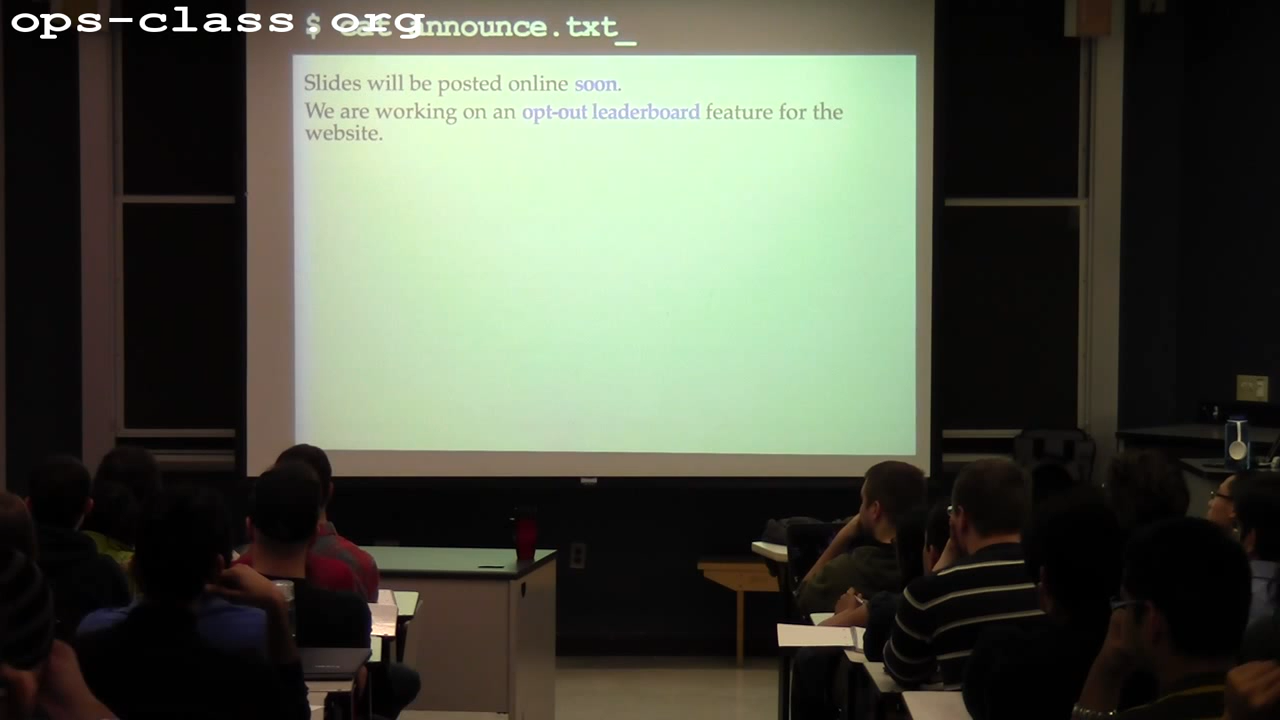 ops-class org
$ cat announce.txt_
Slides will be posted online soon.
We are working on an opt-out leaderboard feature for the
website.